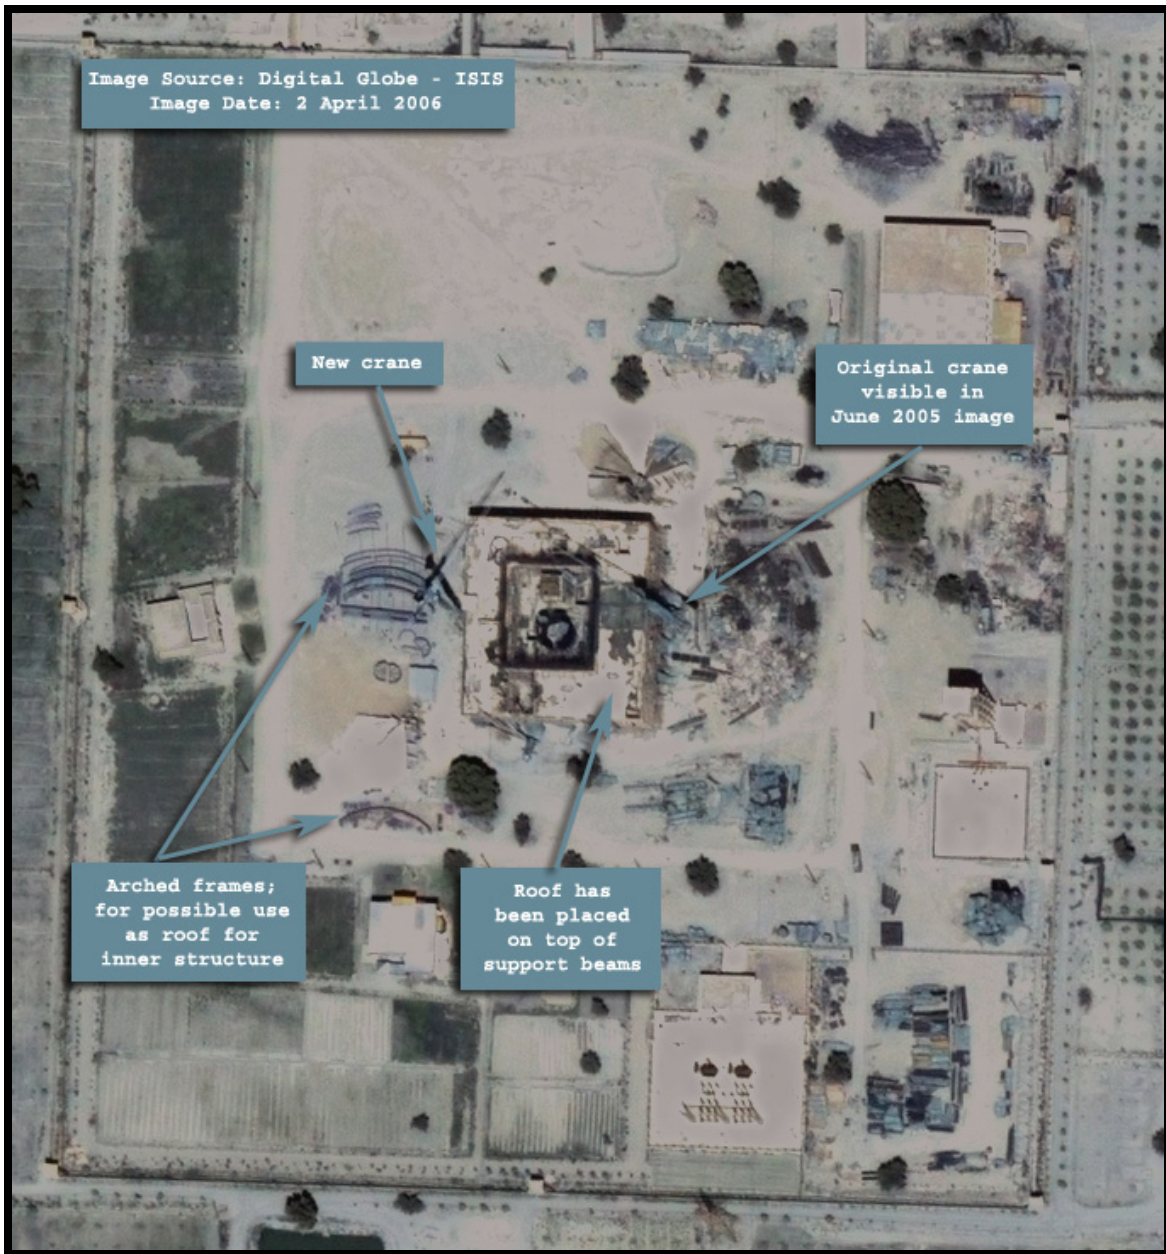 Image Source: Digital Globe - ISIS
Image Date: 2 April 2006
New crane
Original crane
visible in
June 2005 image
Arched frames;
for possible use
as roof for
inner structure
Roof has
been placed
on top of
support beams